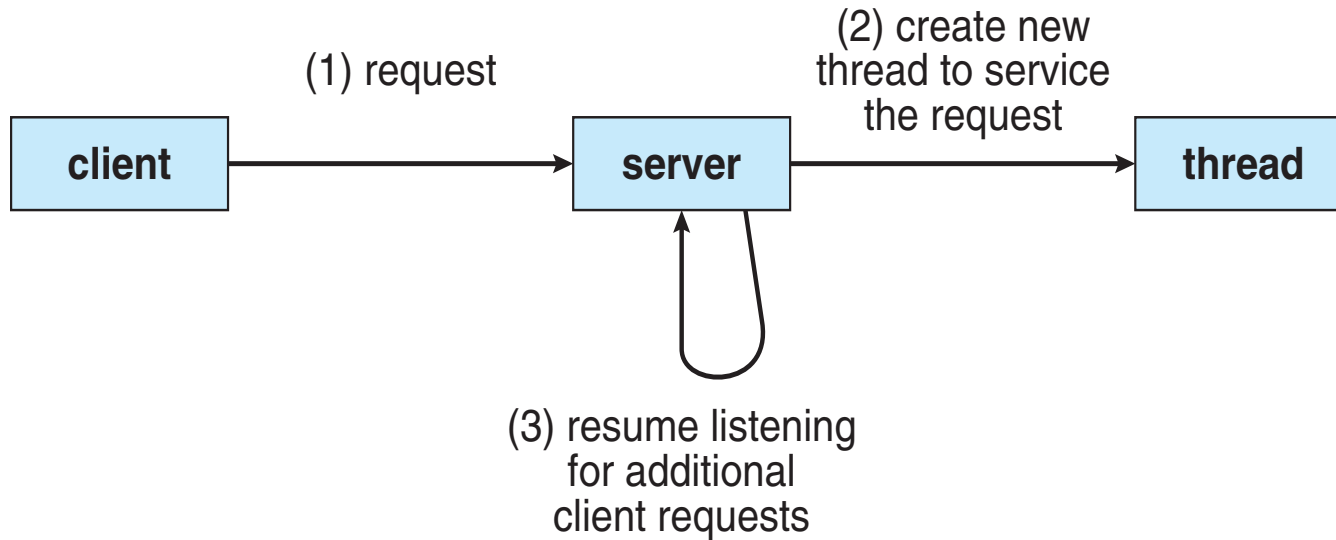 (1) request
(2) create new
thread to service
the request
client
server
thread
(3) resume listening
for additional
client requests